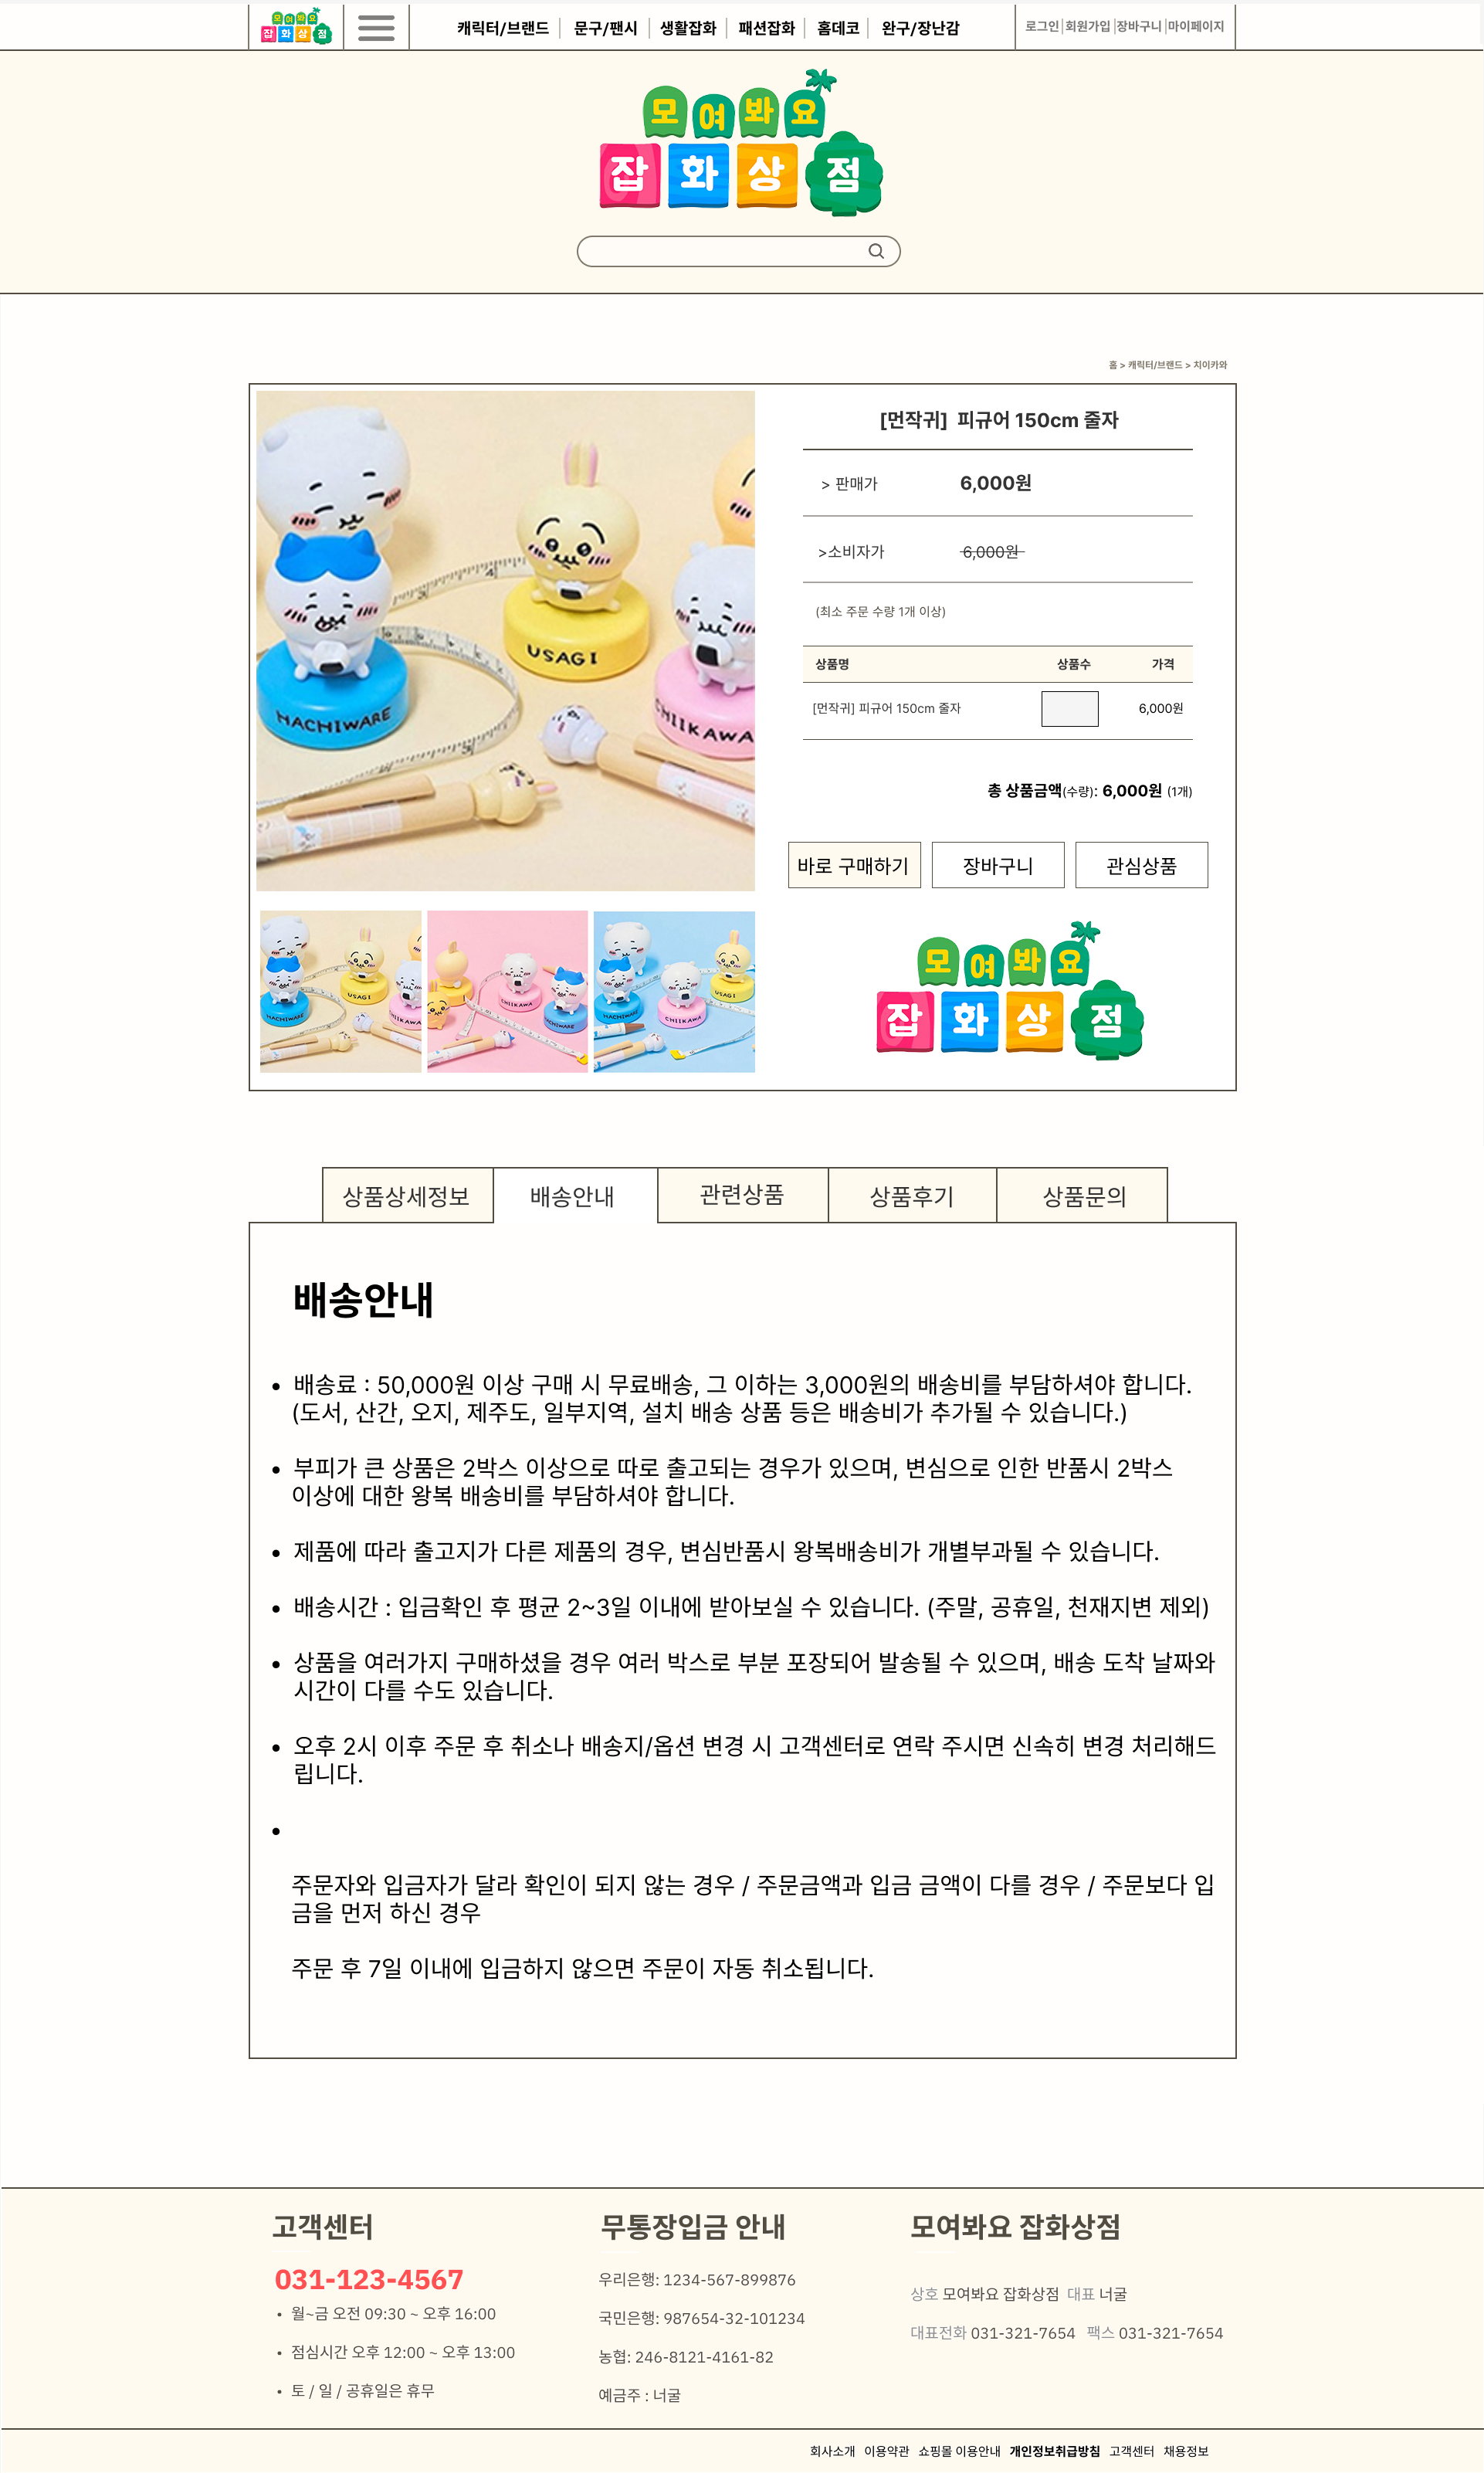 모여봐요
잡화상점
캐릭터/브랜드
문구/팬시
생활잡화
패션잡화
홈데코
완구/장난감
로그인
회원가입
장바구니
마이페이지
모여봐요
잡화상점
홈 > 캐릭터/브랜드 > 치이카와
[먼작귀] 피규어 150cm 줄자
> 판매가 6,000원
>소비자가 6,000원
(최소 주문 수량 1개 이상)
상품명 상품수 가격
[먼작귀] 피규어 150cm 줄자 6,000원
총 상품금액(수량): 6,000원 (1개)
바로 구매하기
장바구니
관심상품
USAGI
HACHIWARE
CHIIKAWA
USAGI
HACHIWARE
CHIIKAWA
HACHIWARE
USAGI
HACHIWARE
CHIIKAWA
모여봐요
잡화상점
상품상세정보
배송안내
관련상품
상품후기
상품문의
배송안내
• 배송료 : 50,000원 이상 구매 시 무료배송, 그 이하는 3,000원의 배송비를 부담하셔야 합니다.
(도서, 산간, 오지, 제주도, 일부지역, 설치 배송 상품 등은 배송비가 추가될 수 있습니다.)
• 부피가 큰 상품은 2박스 이상으로 따로 출고되는 경우가 있으며, 변심으로 인한 반품시 2박스
이상에 대한 왕복 배송비를 부담하셔야 합니다.
• 제품에 따라 출고지가 다른 제품의 경우, 변심반품시 왕복배송비가 개별부과될 수 있습니다.
• 배송시간 : 입금확인 후 평균 2~3일 이내에 받아보실 수 있습니다. (주말, 공휴일, 천재지변 제외)
• 상품을 여러가지 구매하셨을 경우 여러 박스로 부분 포장되어 발송될 수 있으며, 배송 도착 날짜와
시간이 다를 수도 있습니다.
• 오후 2시 이후 주문 후 취소나 배송지/옵션 변경 시 고객센터로 연락 주시면 신속히 변경 처리해드
립니다.
•
주문자와 입금자가 달라 확인이 되지 않는 경우 / 주문금액과 입금 금액이 다를 경우 / 주문보다 입
금을 먼저 하신 경우
주문 후 7일 이내에 입금하지 않으면 주문이 자동 취소됩니다.
고객센터
031-123-4567
• 월~금 오전 09:30 ~ 오후 16:00
• 점심시간 오후 12:00 ~ 오후 13:00
• 토 / 일 / 공휴일은 휴무
무통장입금 안내
우리은행: 1234-567-899876
국민은행: 987654-32-101234
농협: 246-8121-4161-82
예금주 : 너굴
모여봐요 잡화상점
상호 모여봐요 잡화상점 대표 너굴
대표전화 031-321-7654 팩스 031-321-7654
회사소개 이용약관 쇼핑몰 이용안내 개인정보취급방침 고객센터 채용정보